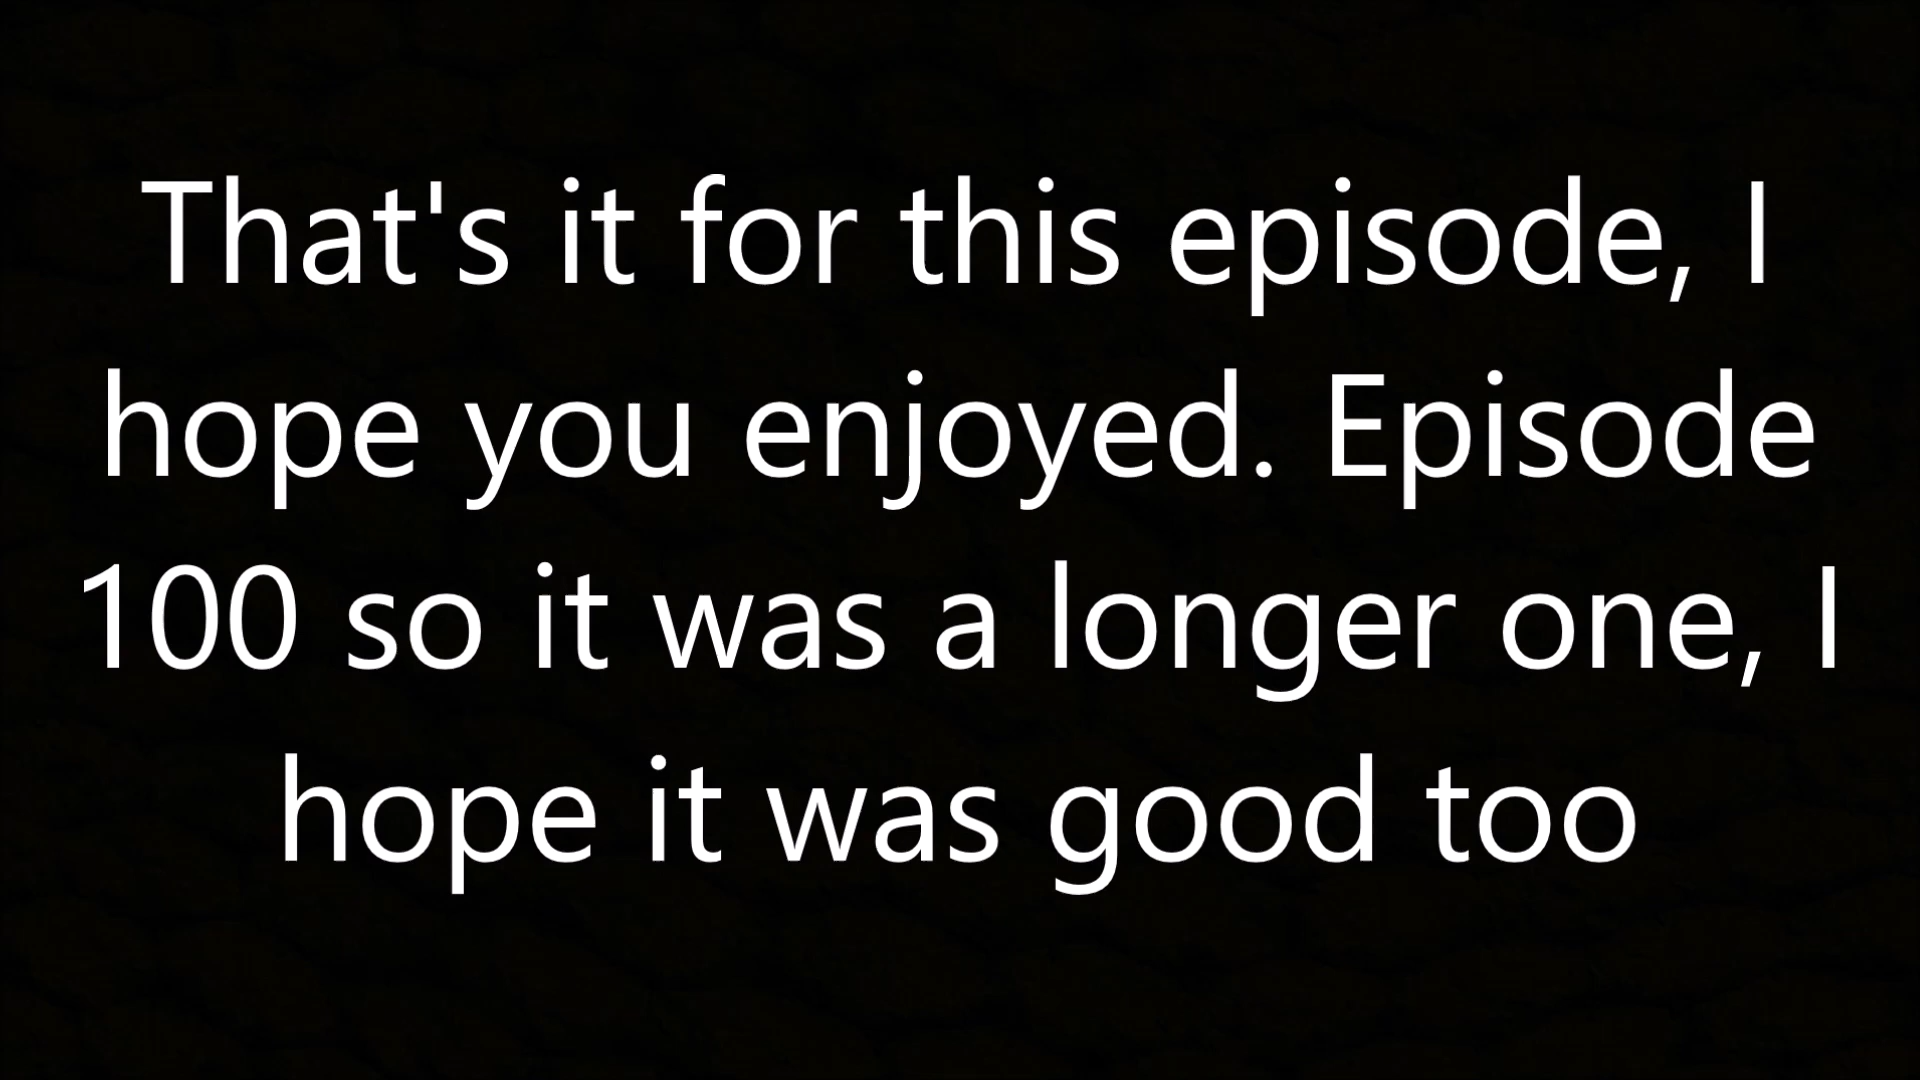 That's it for this episode, I
hope you enjoyed. Episode
100 so it was a longer one, I
hope it was good too